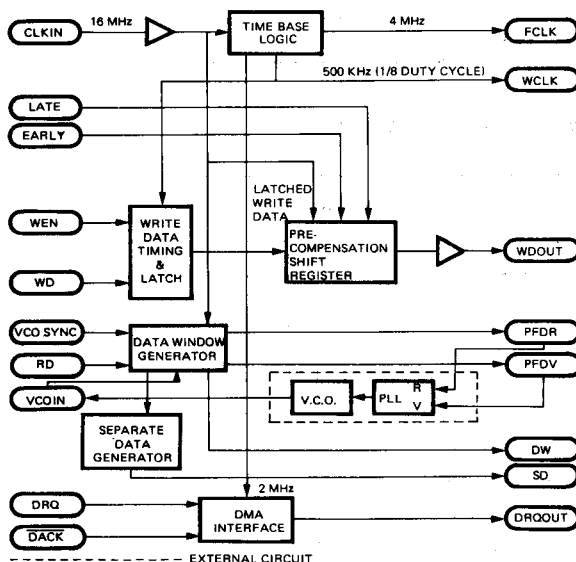 CLKIN
16 MHz
TIME BASE
LOGIC
4 MHz
FCLK
500 KHz (1/8 DUTY CYCLE)
WCLK
LATE
EARLY
LATCHED
WRITE
DATA
WEN
WD
WRITE
DATA
TIMING
&
LATCH
PRE-
COMPENSATION
SHIFT
REGISTER
WDOUT
VCO SYNC
RD
VCOIN
DATA WINDOW
GENERATOR
PFDR
PFDV
V.C.O.
PLL
R
V
SEPARATE
DATA
GENERATOR
DW
SD
2 MHz
DRQ
DACK
DMA
INTERFACE
DRQOUT
EXTERNAL CIRCUIT